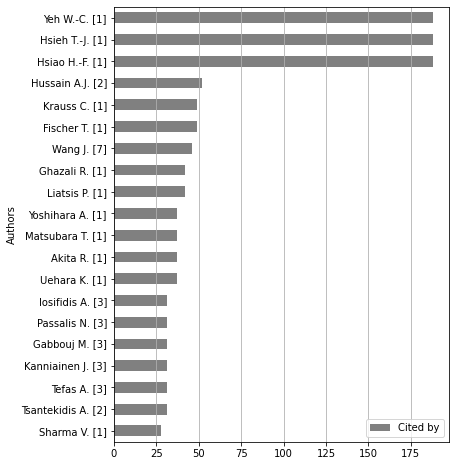 Authors
Yeh W.-C. [1]
Hsieh T.-J. [1]
Hsiao H.-F. [1]
Hussain A.J. [2]
Krauss C. [1]
Fischer T. [1]
Wang J. [7]
Ghazali R. [1]
Liatsis P. [1]
Yoshihara A. [1]
Matsubara T. [1]
Akita R. [1]
Uehara K. [1]
Iosifidis A. [3]
Passalis N. [3]
Gabbouj M. [3]
Kanniainen J. [3]
Tefas A. [3]
Tsantekidis A. [2]
Sharma V. [1]
Cited by
0 25 50 75 100 125 150 175